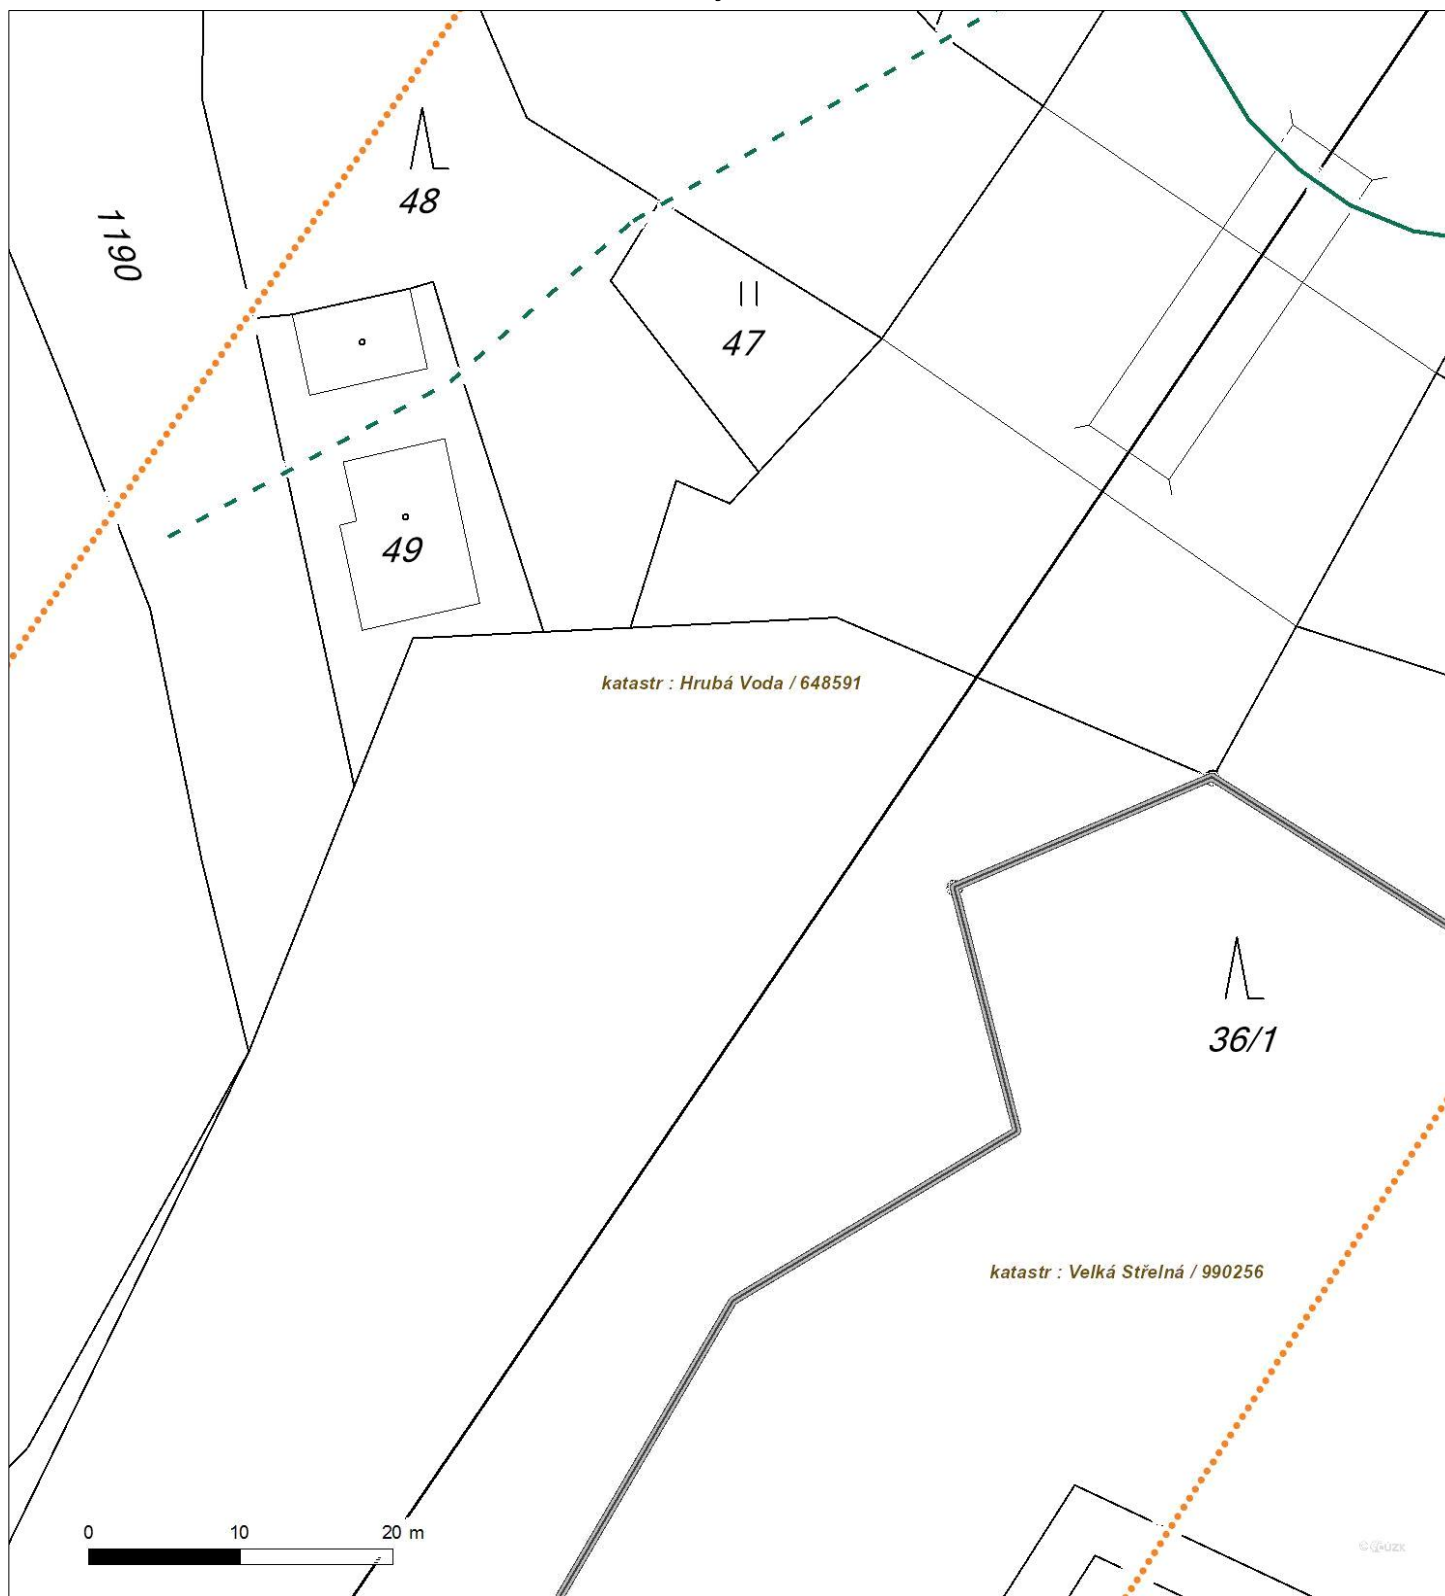 48
1190
47
49
katastr : Hrubá Voda / 648591
36/1
katastr : Velká Střelná / 990256
0 10 20 m